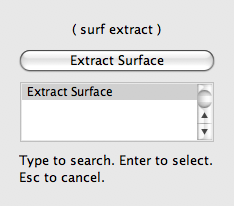 ( surf extract )
Extract Surface
Extract Surface
Type to search. Enter to select.
Esc to cancel.